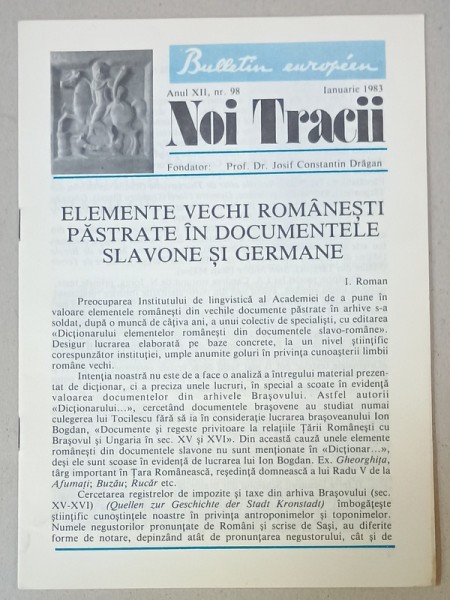 Bulletin européen
Anul XII, nr. 98 Ianuarie 1983
Noi Tracii
Fondator: Prof. Dr. Josif Constantin Drăgan
ELEMENTE VECHI ROMÂNEȘTI
PĂSTRATE ÎN DOCUMENTELE
SLAVONE ȘI GERMANE
I. Roman
Preocuparea Institutului de lingvistică al Academiei de a pune în
valoare elementele românești din vechile documente păstrate în arhive s-a
soldat, după o muncă de câțiva ani, a unui colectiv de specialiști, cu editarea
«Dicționarului elementelor românești din documentele slavo-române».
Desigur lucrarea elaborată pe baze concrete, la un nivel științific
corespunzător instituției, umple anumite goluri în privința cunoașterii limbii
române vechi.
Intenția noastră nu este de a face o analiză a întregului material prezen-
tat de dicționar, ci a preciza unele lucruri, în special a scoate în evidență
valoarea documentelor din arhivele Brașovului. Astfel autorii
«Dicționarului...», cercetând documentele brașovene au studiat numai
culegerea lui Tocilescu fără să ia în considerație lucrarea brașoveanului Ion
Bogdan, «Documente și regeste privitoare la relațiile Țării Românești cu
Brașovul și Ungaria în sec. XV și XVI». Din această cauză unele elemente
românești din documentele slavone nu sunt menționate în «Dicționar...»,
deși ele sunt scoase în evidență de lucrarea lui Ion Bogdan. Ex. Gheorghița,
târg important în Țara Românească, reședință domnească a lui Radu V de la
Afumați; Buzău; Rucăr etc.
Cercetarea registrelor de impozite și taxe din arhiva Brașovului (sec.
XV-XVI) (Quellen zur Geschichte der Stadt Kronstadt) îmbogățește
științific cunoștințele noastre în privința antroponimelor și toponimelor.
Numele negustorilor pronunțate de Români și scrise de Sași, au diferite
forme de notare, depinzând atât de pronunțarea negustorului, cât și de